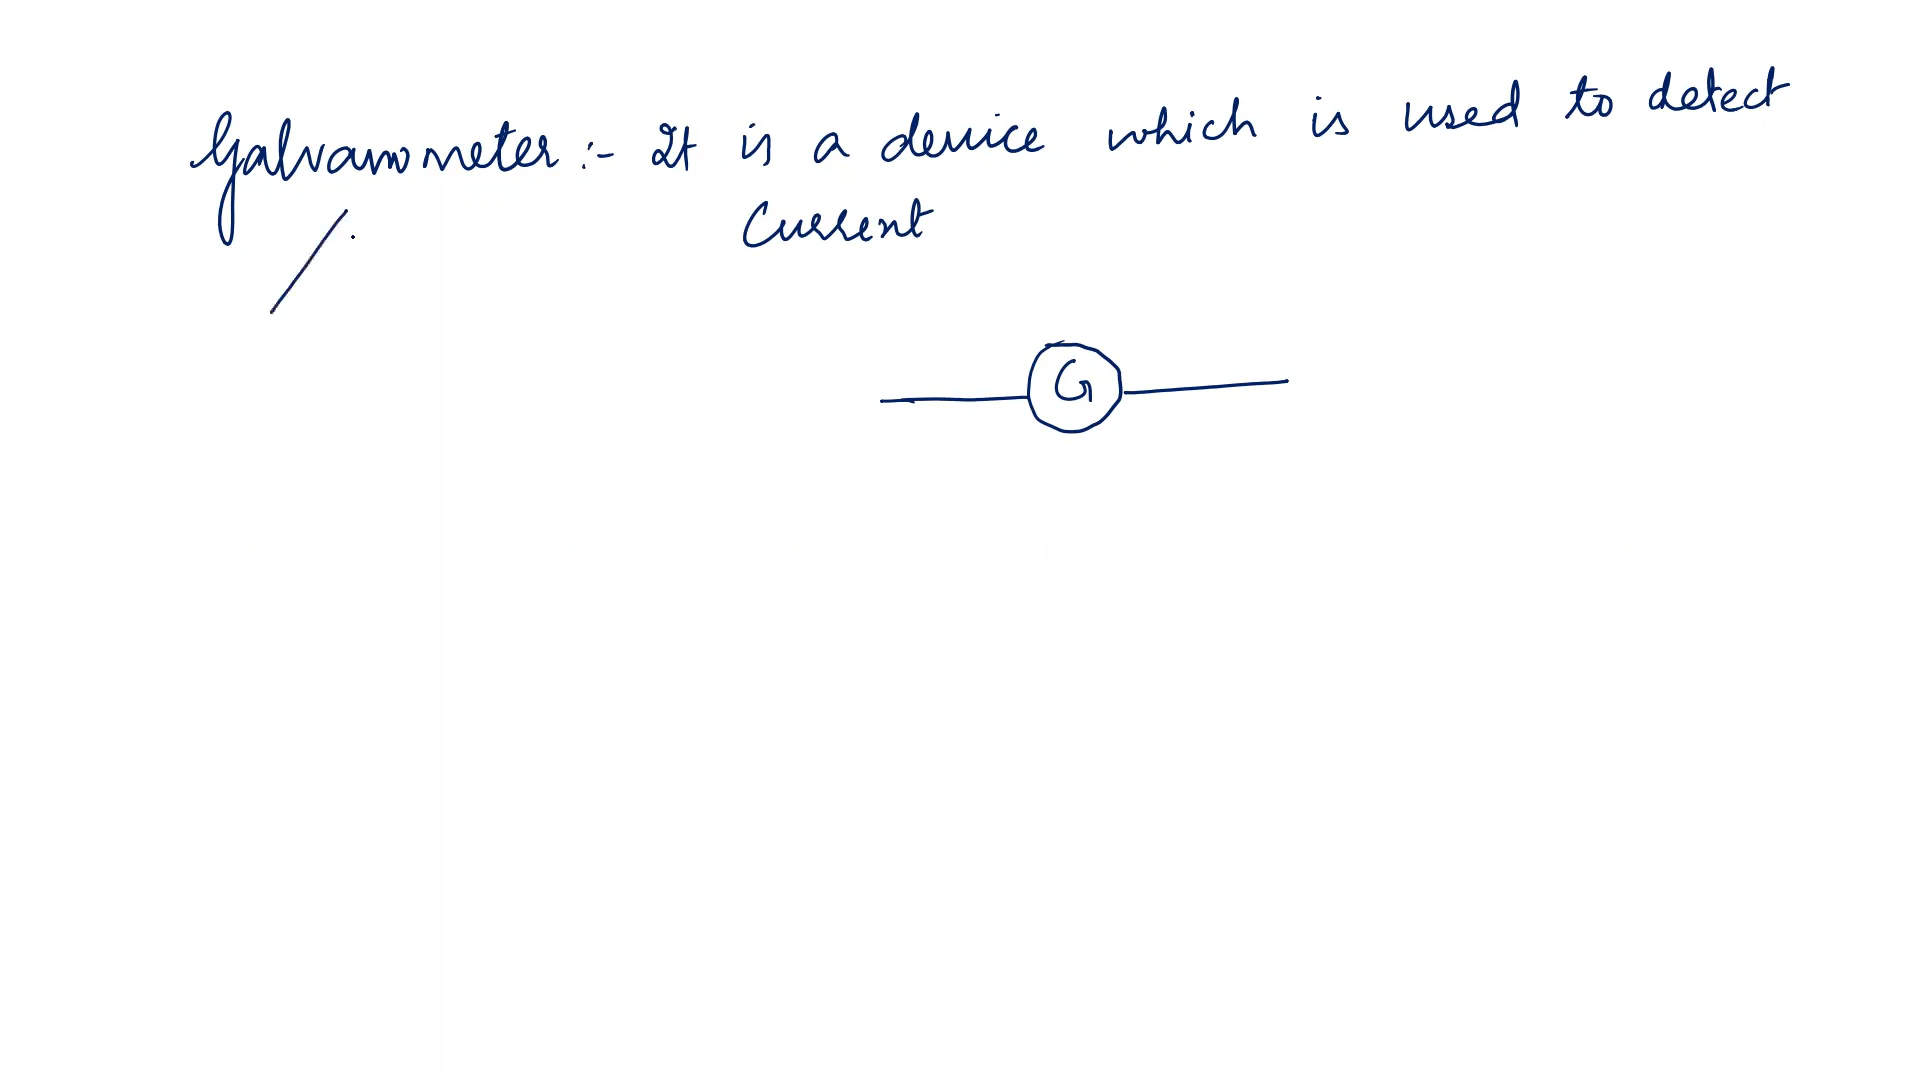 Galvanometer :- It is a device which is used to detect
Current
G